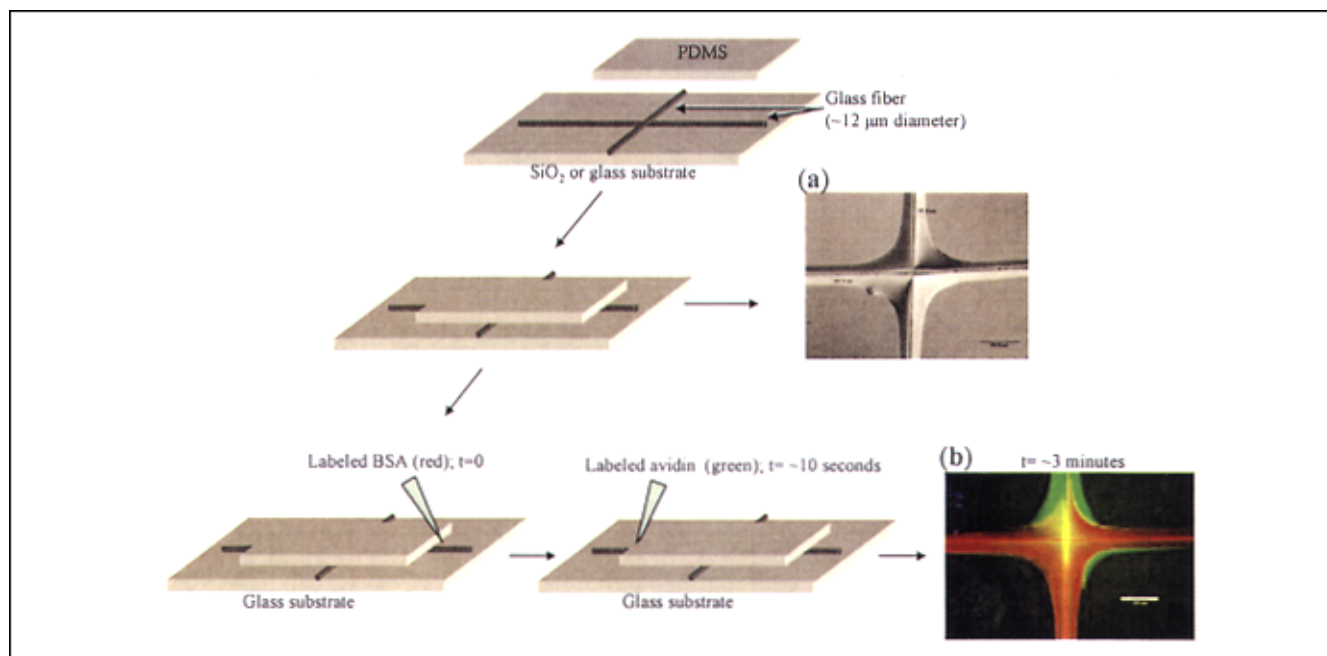 PDMS
Glass fiber
(~12 μm diameter)
SiO₂ or glass substrate
(a)
Labeled BSA (red); t=0
Labeled avidin (green); t= ~10 seconds
(b)
t= ~3 minutes
Glass substrate
Glass substrate